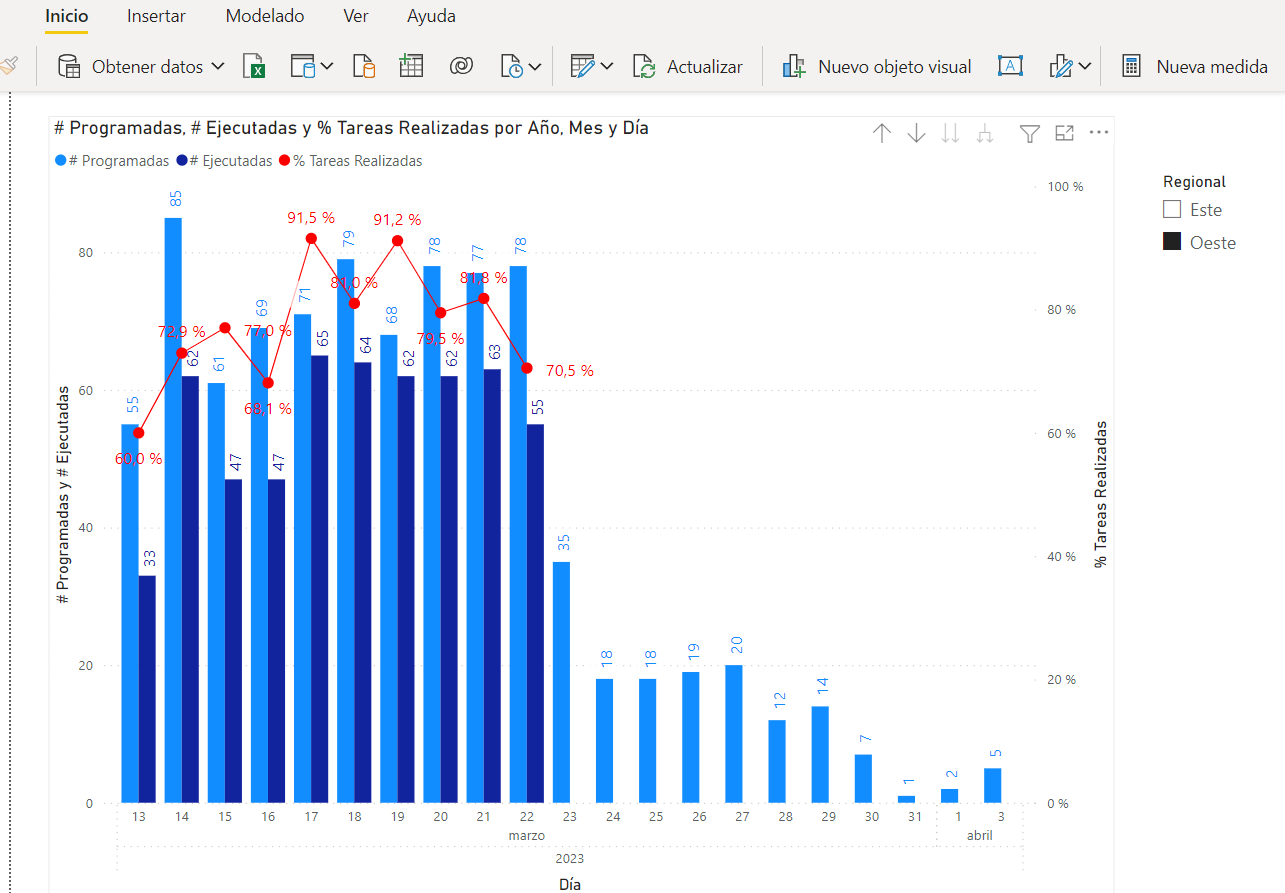 Inicio Insertar Modelado Ver Ayuda
Obtener datos Actualizar Nuevo objeto visual A Nueva medida
# Programadas, # Ejecutadas y % Tareas Realizadas por Año, Mes y Día
# Programadas # Ejecutadas % Tareas Realizadas
Regional
Este
Oeste
# Programadas y # Ejecutadas
80
60
40
20
0
55 85 61 69 71 79 68 78 77 78 35 18 18 19 20 12 14 7 1 2 5
33 62 47 47 65 64 62 62 63 55
60,0 % 72,9 % 77,0 % 68,1 % 91,5 % 81,0 % 91,2 % 79,5 % 81,8 % 70,5 %
100 %
80 %
60 %
40 %
20 %
0 %
% Tareas Realizadas
13 14 15 16 17 18 19 20 21 22 23 24 25 26 27 28 29 30 31 1 3
marzo abril
2023
Día